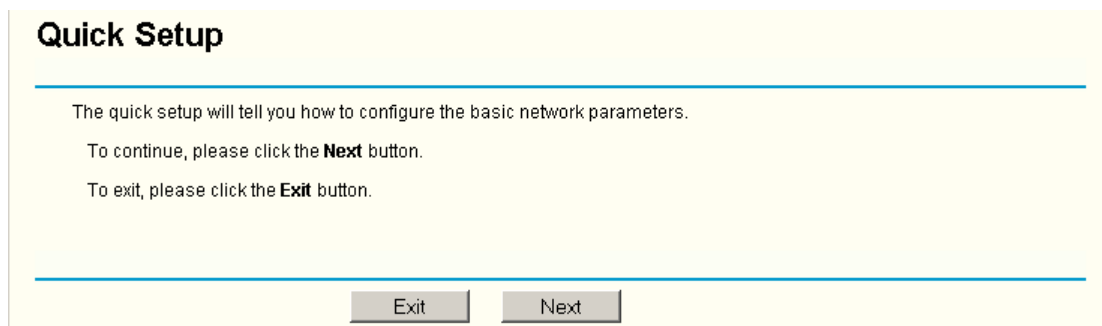 Quick Setup
The quick setup will tell you how to configure the basic network parameters.
To continue, please click the Next button.
To exit, please click the Exit button.
Exit Next